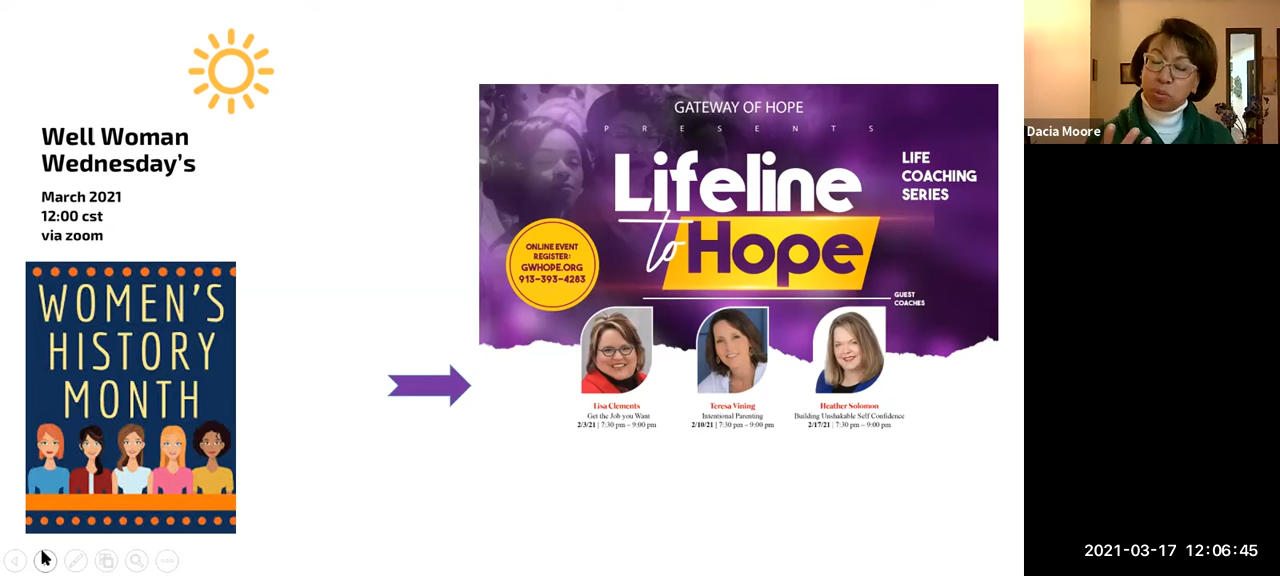 Well Woman
Wednesday's
March 2021
12:00 cst
via zoom
WOMEN'S
HISTORY
MONTH
GATEWAY OF HOPE
PRESENTS
Lifeline
to Hope
LIFE
COACHING
SERIES
ONLINE EVENT
REGISTER:
GWHOPE.ORG
913-393-4283
GUEST
COACHES
Lisa Clements
Get the Job you Want
2/3/21 | 7:30 pm – 9:00 pm
Teresa Vining
Intentional Parenting
2/10/21 | 7:30 pm – 9:00 pm
Heather Solomon
Building Unshakable Self Confidence
2/17/21 | 7:30 pm – 9:00 pm
Dacia Moore
2021-03-17 12:06:45